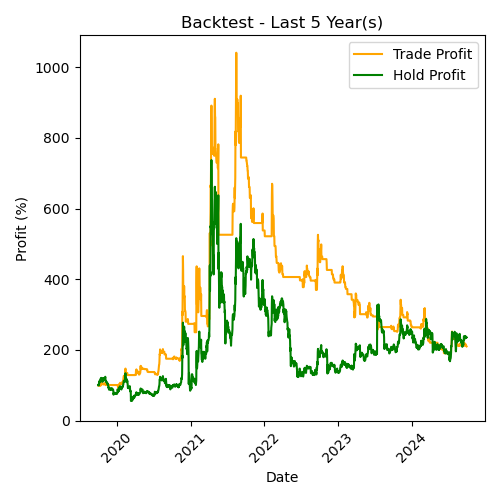 Backtest - Last 5 Year(s)
Trade Profit
Hold Profit
Profit (%)
1000
800
600
400
200
0
2020
2021
2022
2023
2024
Date